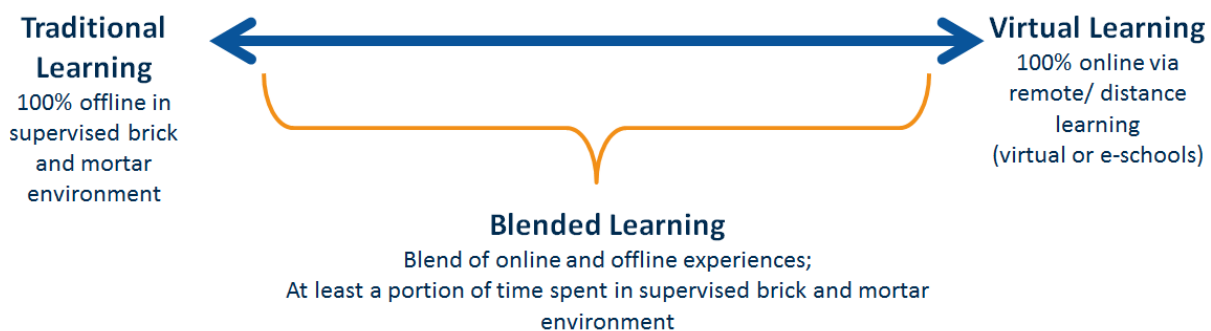 Traditional
Learning
100% offline in
supervised brick
and mortar
environment
Virtual Learning
100% online via
remote/ distance
learning
(virtual or e-schools)
Blended Learning
Blend of online and offline experiences;
At least a portion of time spent in supervised brick and mortar
environment